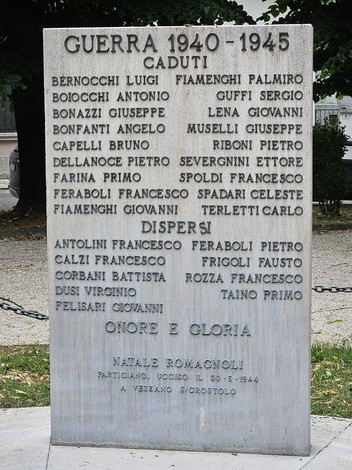 GUERRA 1940-1945
CADUTI
BERNOCCHI LUIGI FIAMENGHI PALMIRO
BOIOCCHI ANTONIO GUFFI SERGIO
BONAZZI GIUSEPPE LENA GIOVANNI
BONFANTI ANGELO MUSELLI GIUSEPPE
CAPELLI BRUNO RIBONI PIETRO
DELLANOCE PIETRO SEVERGNINI ETTORE
FARINA PRIMO SPOLDI FRANCESCO
FERABOLI FRANCESCO SPADARI CELESTE
FIAMENGHI GIOVANNI TERLETTI CARLO
DISPERSI
ANTOLINI FRANCESCO FERABOLI PIETRO
CALZI FRANCESCO FRIGOLI FAUSTO
CORBANI BATTISTA ROZZA FRANCESCO
DUSI VIRGINIO TAINO PRIMO
FELISARI GIOVANNI
ONORE E GLORIA
NATALE ROMAGNOLI
PARTIGIANO, UCCISO IL 30-5-1944
A VEZZANO S/CROSTOLO